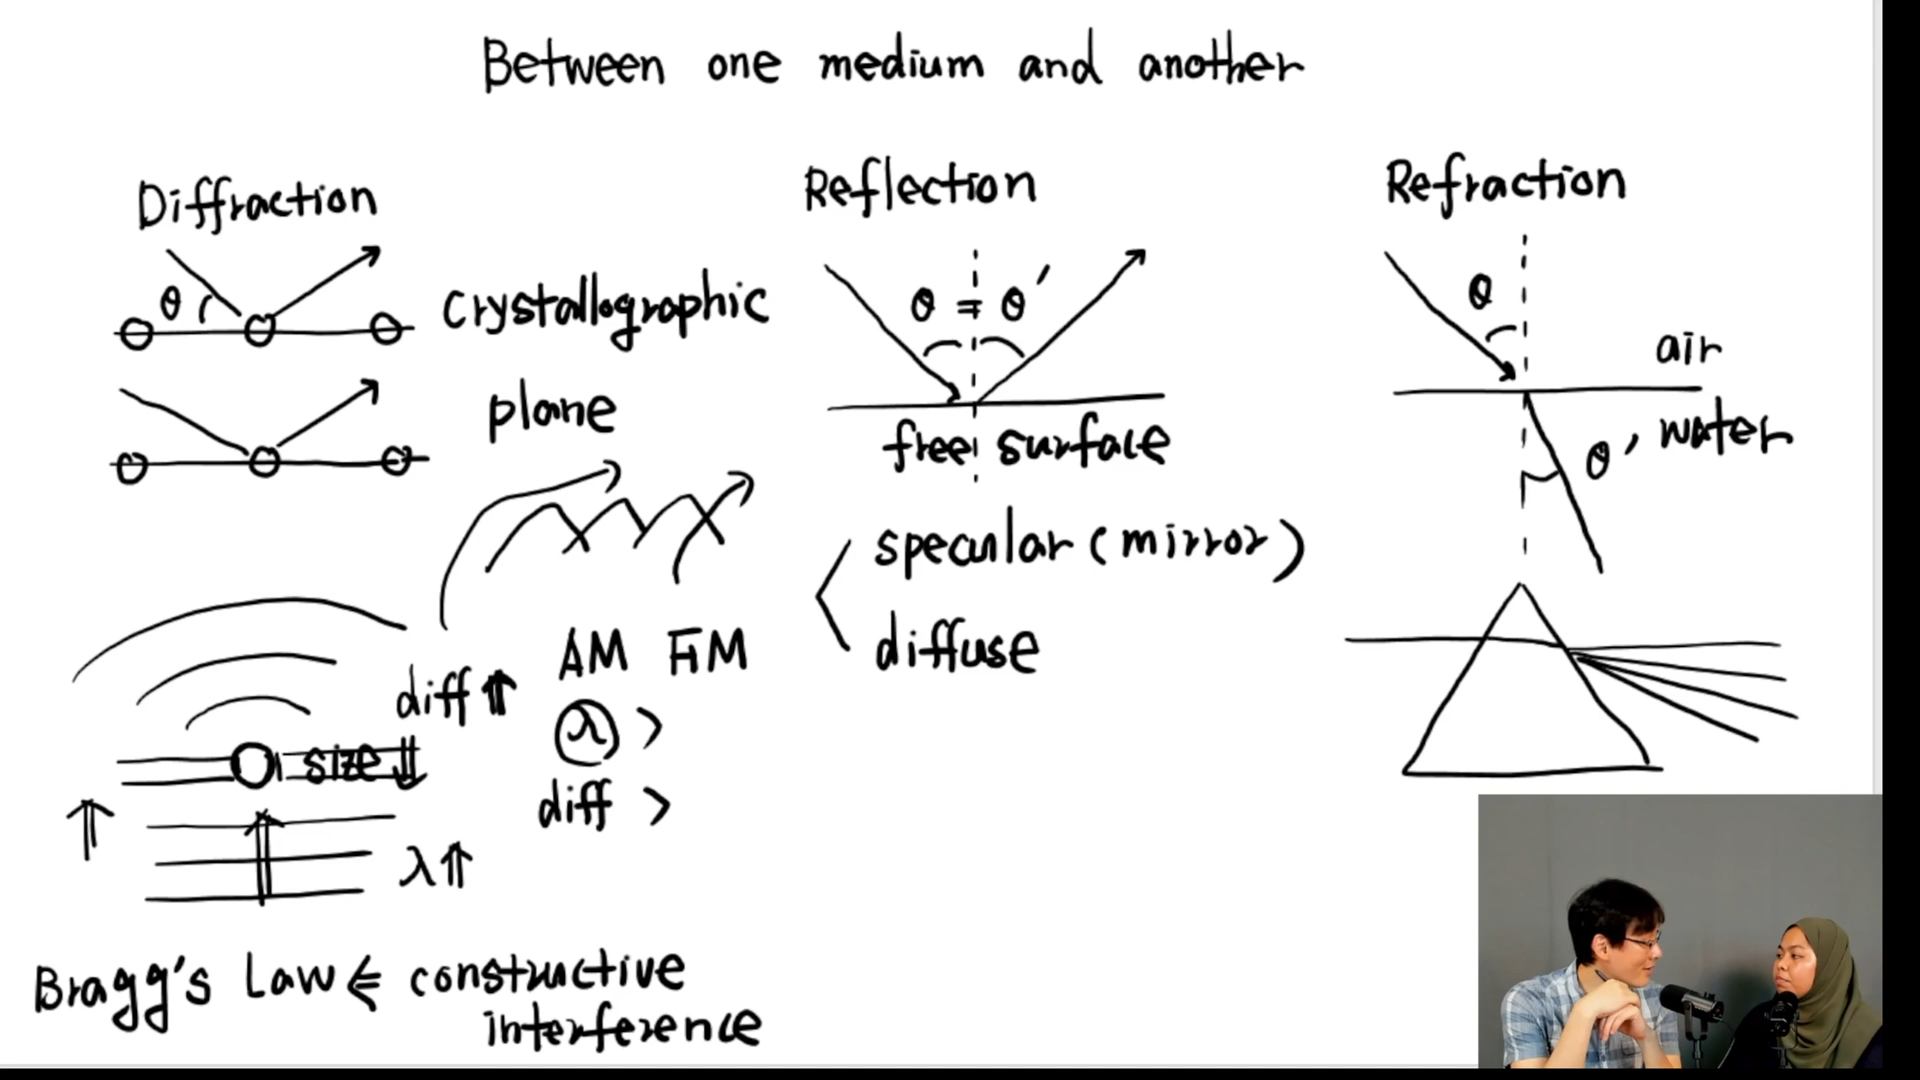 Between one medium and another
Diffraction
θ
crystallographic
plane
diff ⇑
size ⇓
⇑
λ ⇑
AM FM
λ >
diff >
Bragg's Law ⇐ constructive
interference
Reflection
θ = θ'
free surface
specular (mirror)
diffuse
Refraction
θ
air
water
θ'